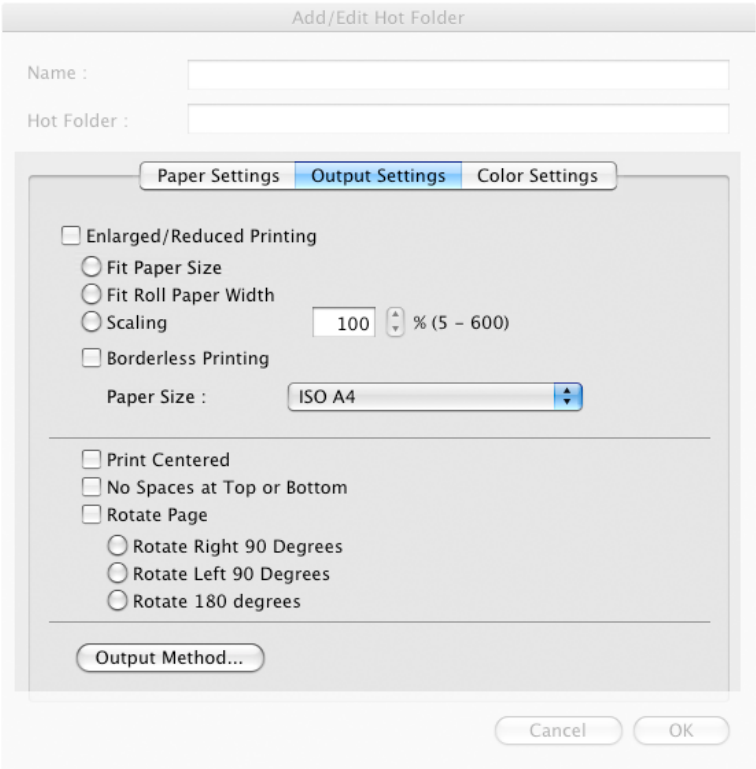 Add/Edit Hot Folder
Name :
Hot Folder :
Paper Settings Output Settings Color Settings
Enlarged/Reduced Printing
Fit Paper Size
Fit Roll Paper Width
Scaling 100 % (5 - 600)
Borderless Printing
Paper Size : ISO A4
Print Centered
No Spaces at Top or Bottom
Rotate Page
Rotate Right 90 Degrees
Rotate Left 90 Degrees
Rotate 180 degrees
Output Method...
Cancel OK